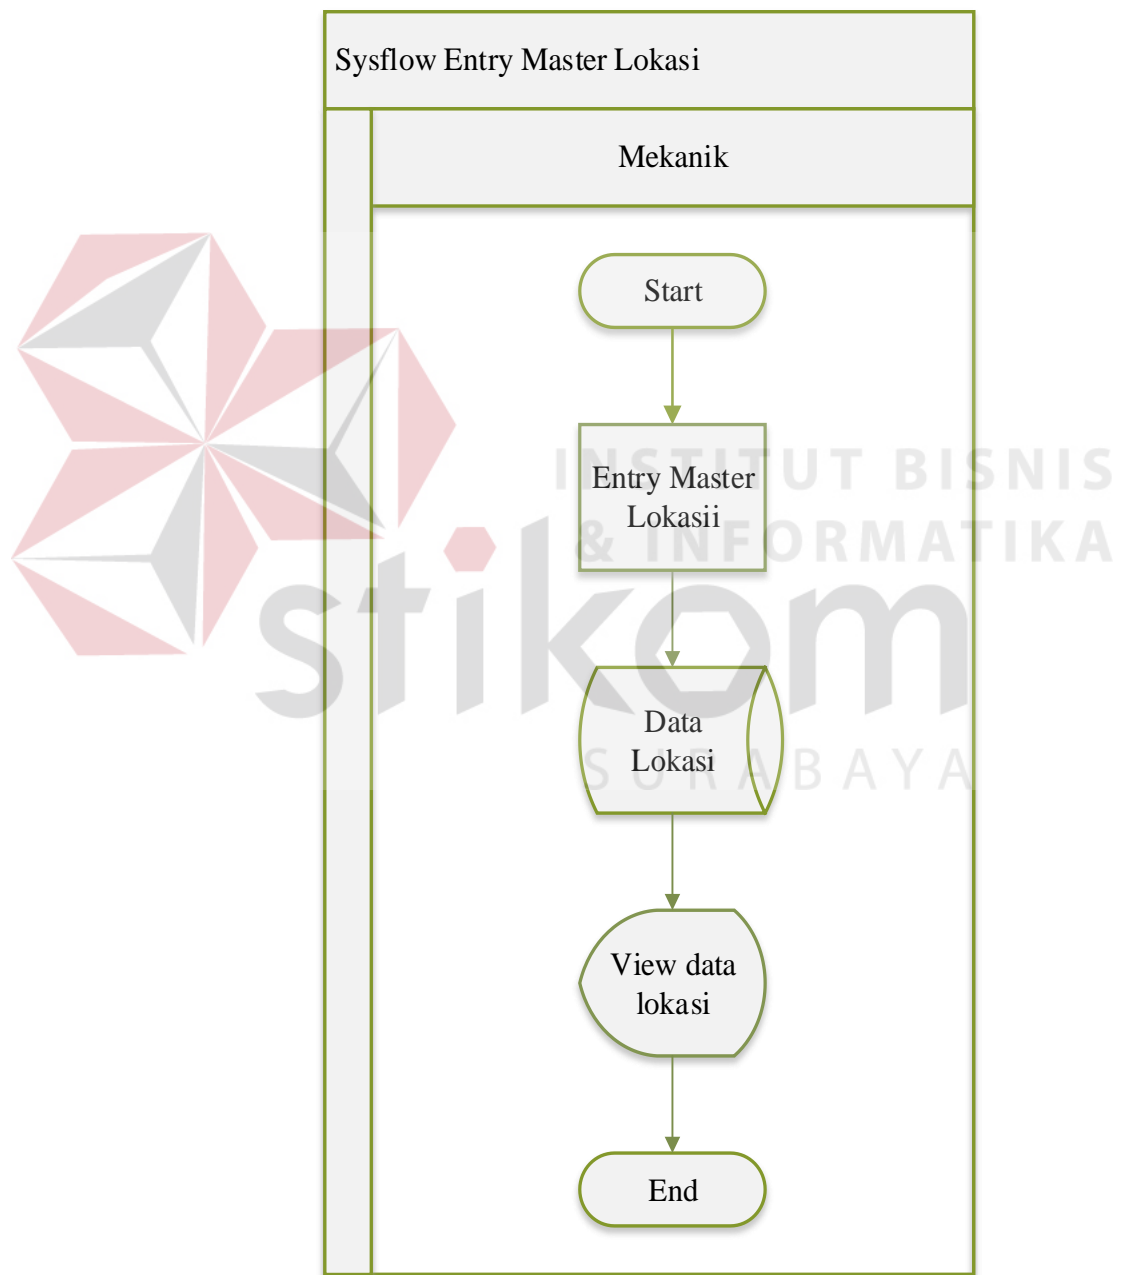 Sysflow Entry Master Lokasi
Mekanik
Start
Entry Master
Lokasii
INSTITUT BISNIS
& INFORMATIKA
stikom
SURABAYA
Data
Lokasi
View data
lokasi
End